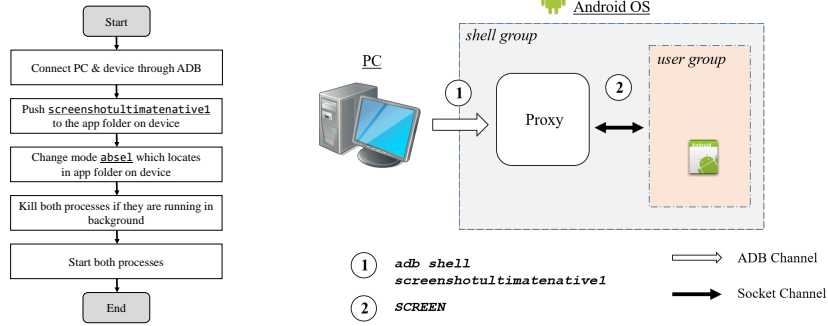 Start
Connect PC & device through ADB
Push screenshotultimatenative1
to the app folder on device
Change mode absel which locates
in app folder on device
Kill both processes if they are running in
background
Start both processes
End
Android OS
shell group
user group
PC
1
2
Proxy
android
1 adb shell
screenshotultimatenative1
2 SCREEN
ADB Channel
Socket Channel